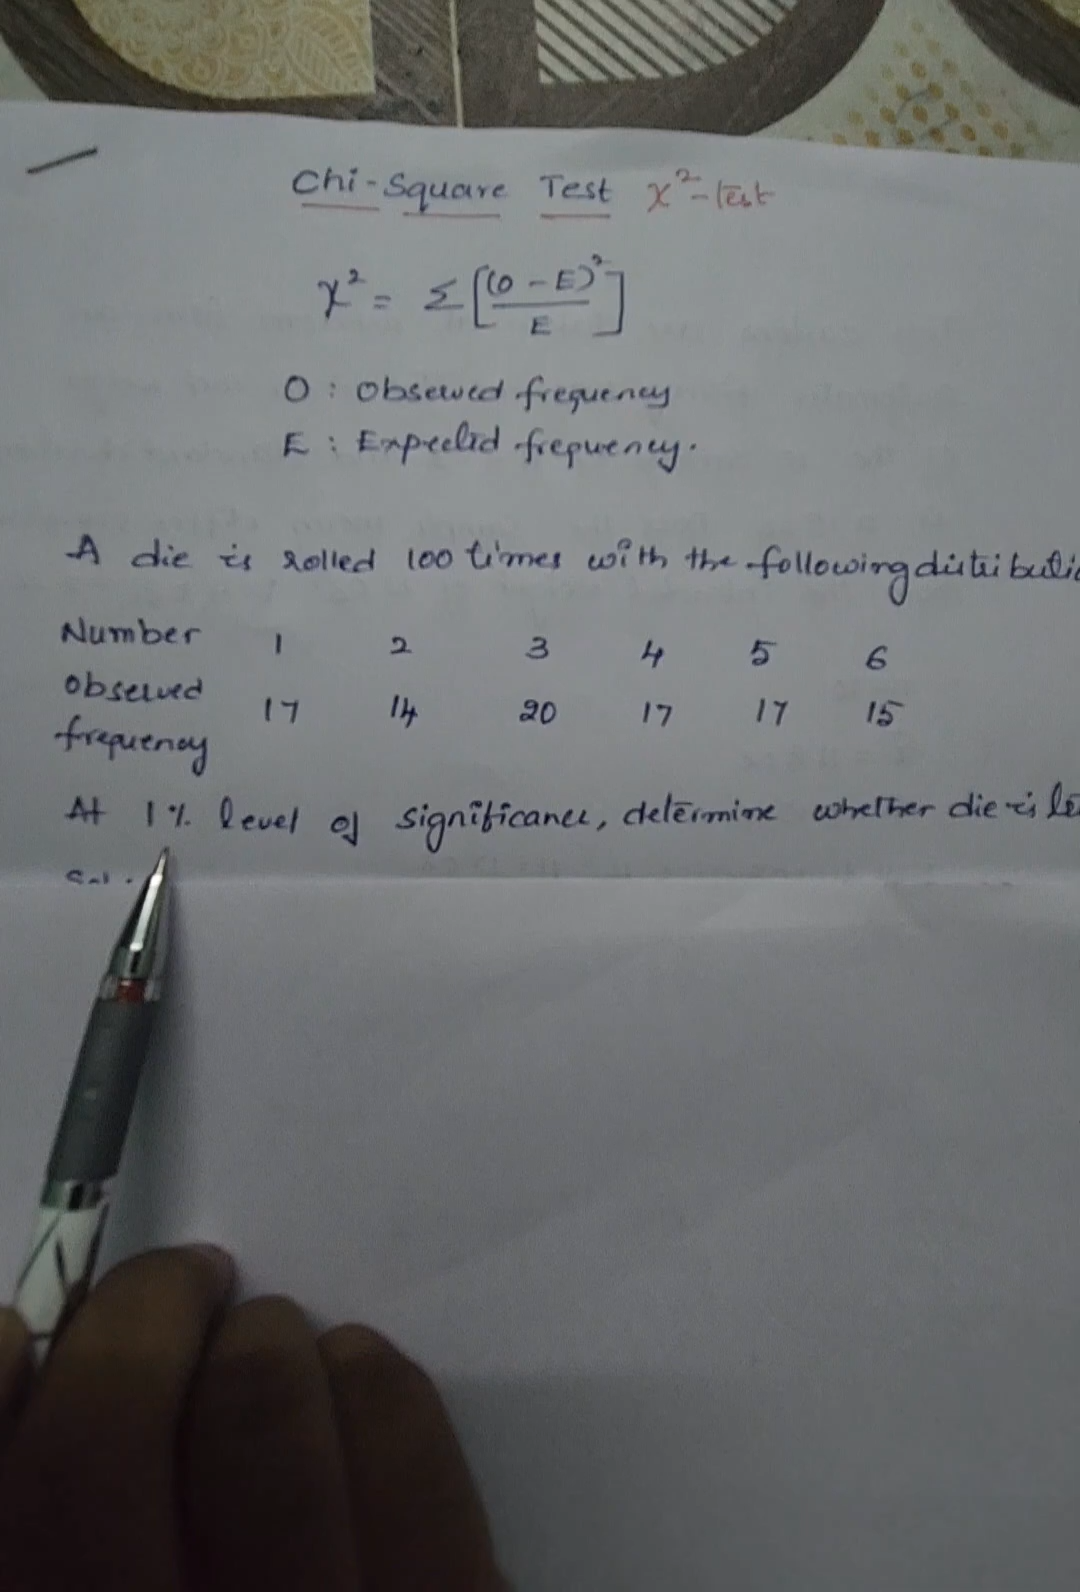 Chi-Square Test χ²-test
χ² = Σ [(O - E)² / E]
O : Observed frequency
E : Expected frequency.
A die is rolled 100 times with the following
Number 1 2 3 4 5 6
Observed frequency 17 14 20 17 17 15
At 1% level of significance, determine whether die is